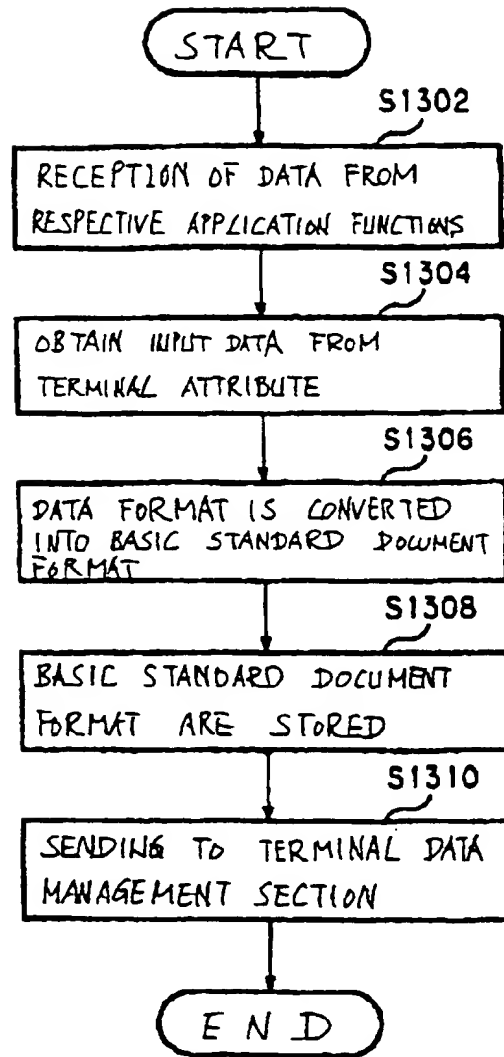 START
S1302
RECEPTION OF DATA FROM
RESPECTIVE APPLICATION FUNCTIONS
S1304
OBTAIN INPUT DATA FROM
TERMINAL ATTRIBUTE
S1306
DATA FORMAT IS CONVERTED
INTO BASIC STANDARD DOCUMENT
FORMAT
S1308
BASIC STANDARD DOCUMENT
FORMAT ARE STORED
S1310
SENDING TO TERMINAL DATA
MANAGEMENT SECTION
END